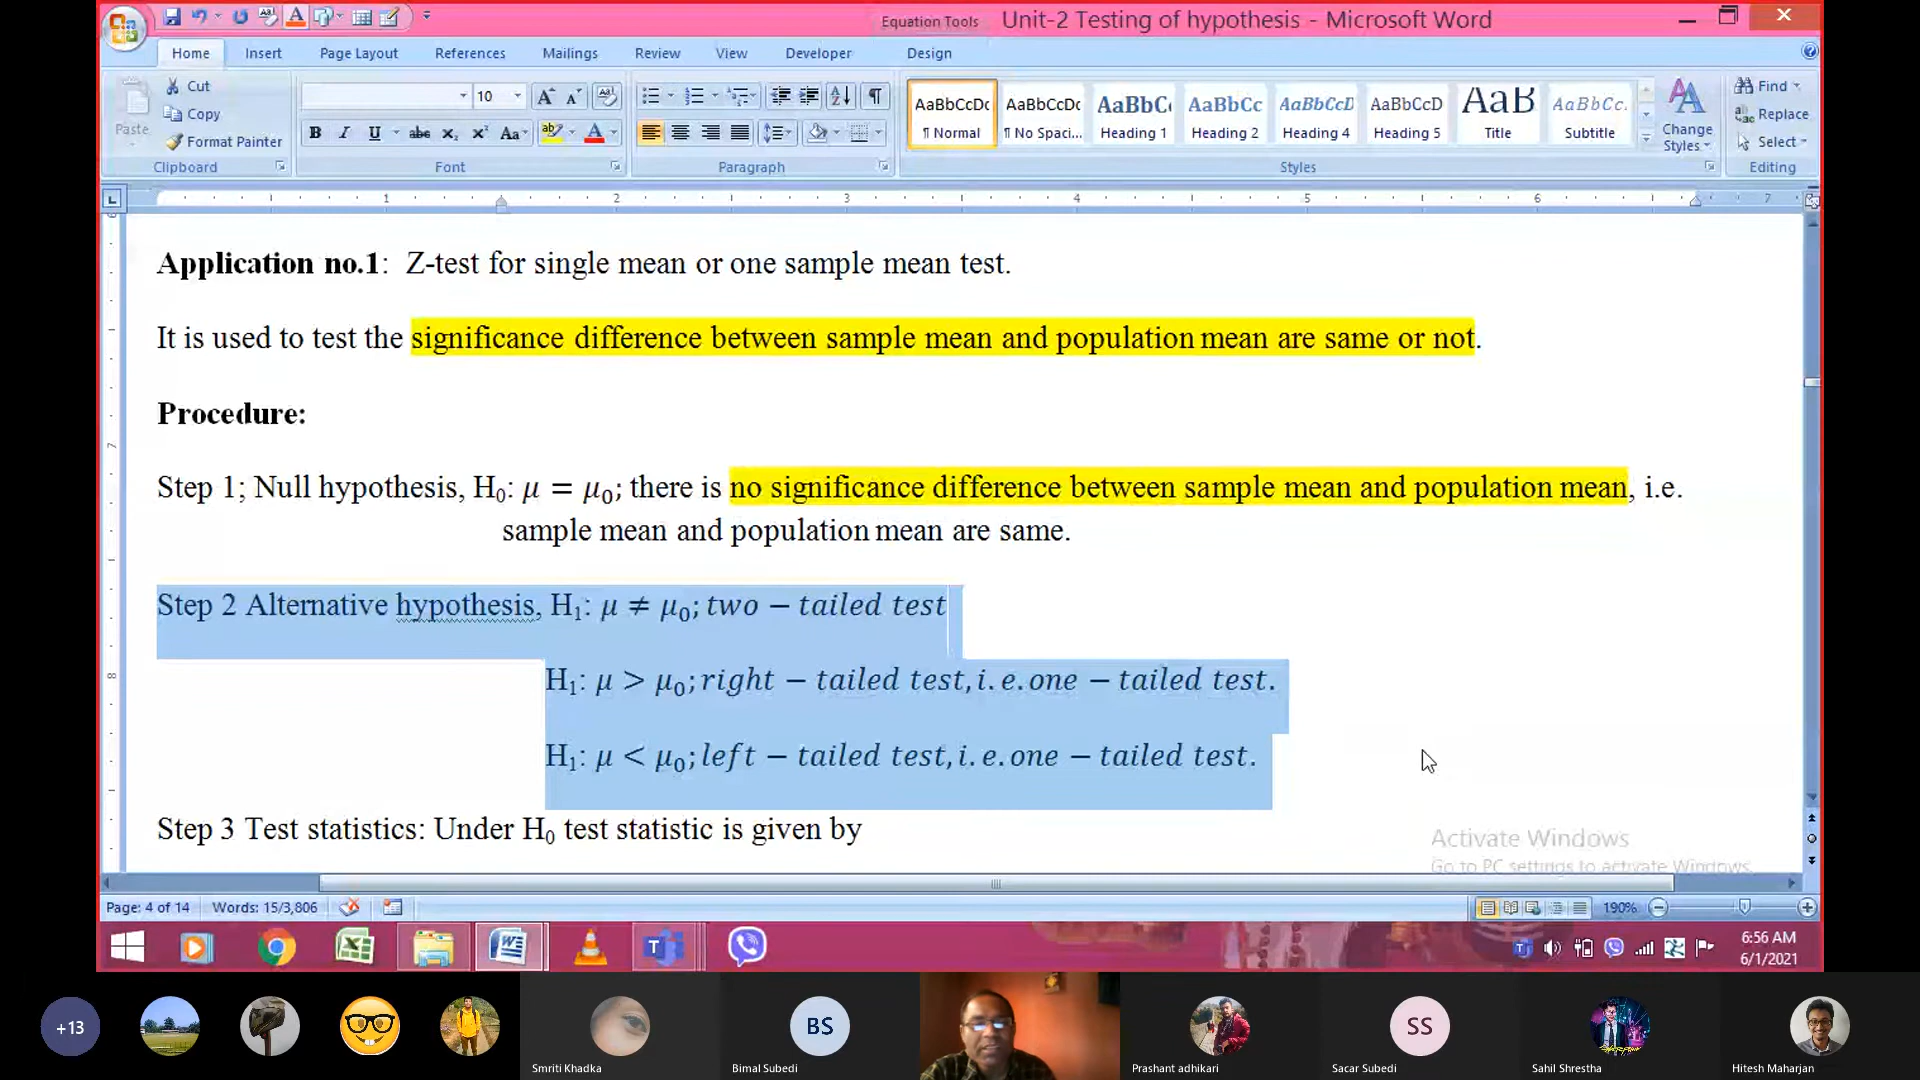 Equation Tools
Unit-2 Testing of hypothesis - Microsoft Word
Home Insert Page Layout References Mailings Review View Developer Design
Paste
Cut
Copy
Format Painter
Clipboard
10
Font
Paragraph
AaBbCcDc AaBbCcDc AaBbC AaBbCc AaBbCcD AaBbCcD AaB AaBbCc.
¶ Normal ¶ No Spaci... Heading 1 Heading 2 Heading 4 Heading 5 Title Subtitle
Change Styles
Styles
Find
Replace
Select
Editing
1 2 3 4 5 6 7
Application no.1: Z-test for single mean or one sample mean test.
It is used to test the significance difference between sample mean and population mean are same or not.
Procedure:
Step 1; Null hypothesis, H₀: μ = μ₀; there is no significance difference between sample mean and population mean, i.e.
sample mean and population mean are same.
Step 2 Alternative hypothesis, H₁: μ ≠ μ₀; two − tailed test
H₁: μ > μ₀; right − tailed test, i.e. one − tailed test.
H₁: μ < μ₀; left − tailed test, i.e. one − tailed test.
Step 3 Test statistics: Under H₀ test statistic is given by
Activate Windows
Go to PC settings to activate Windows.
Page: 4 of 14 Words: 15/3,806 190%
6:56 AM
6/1/2021
+13
BS
SS
Smriti Khadka Bimal Subedi Prashant adhikari Sacar Subedi Sahil Shrestha Hitesh Maharjan